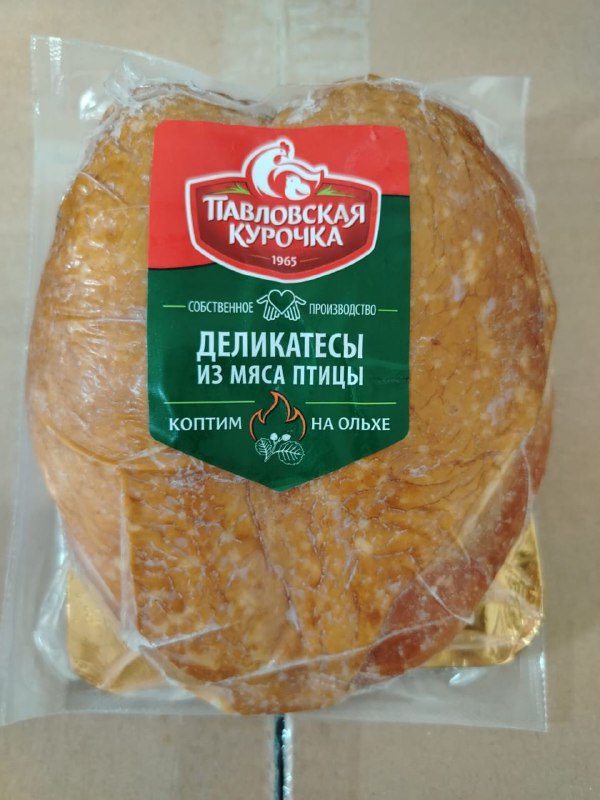 ПАВЛОВСКАЯ
КУРОЧКА
1965
СОБСТВЕННОЕ ПРОИЗВОДСТВО
ДЕЛИКАТЕСЫ
ИЗ МЯСА ПТИЦЫ
КОПТИМ НА ОЛЬХЕ